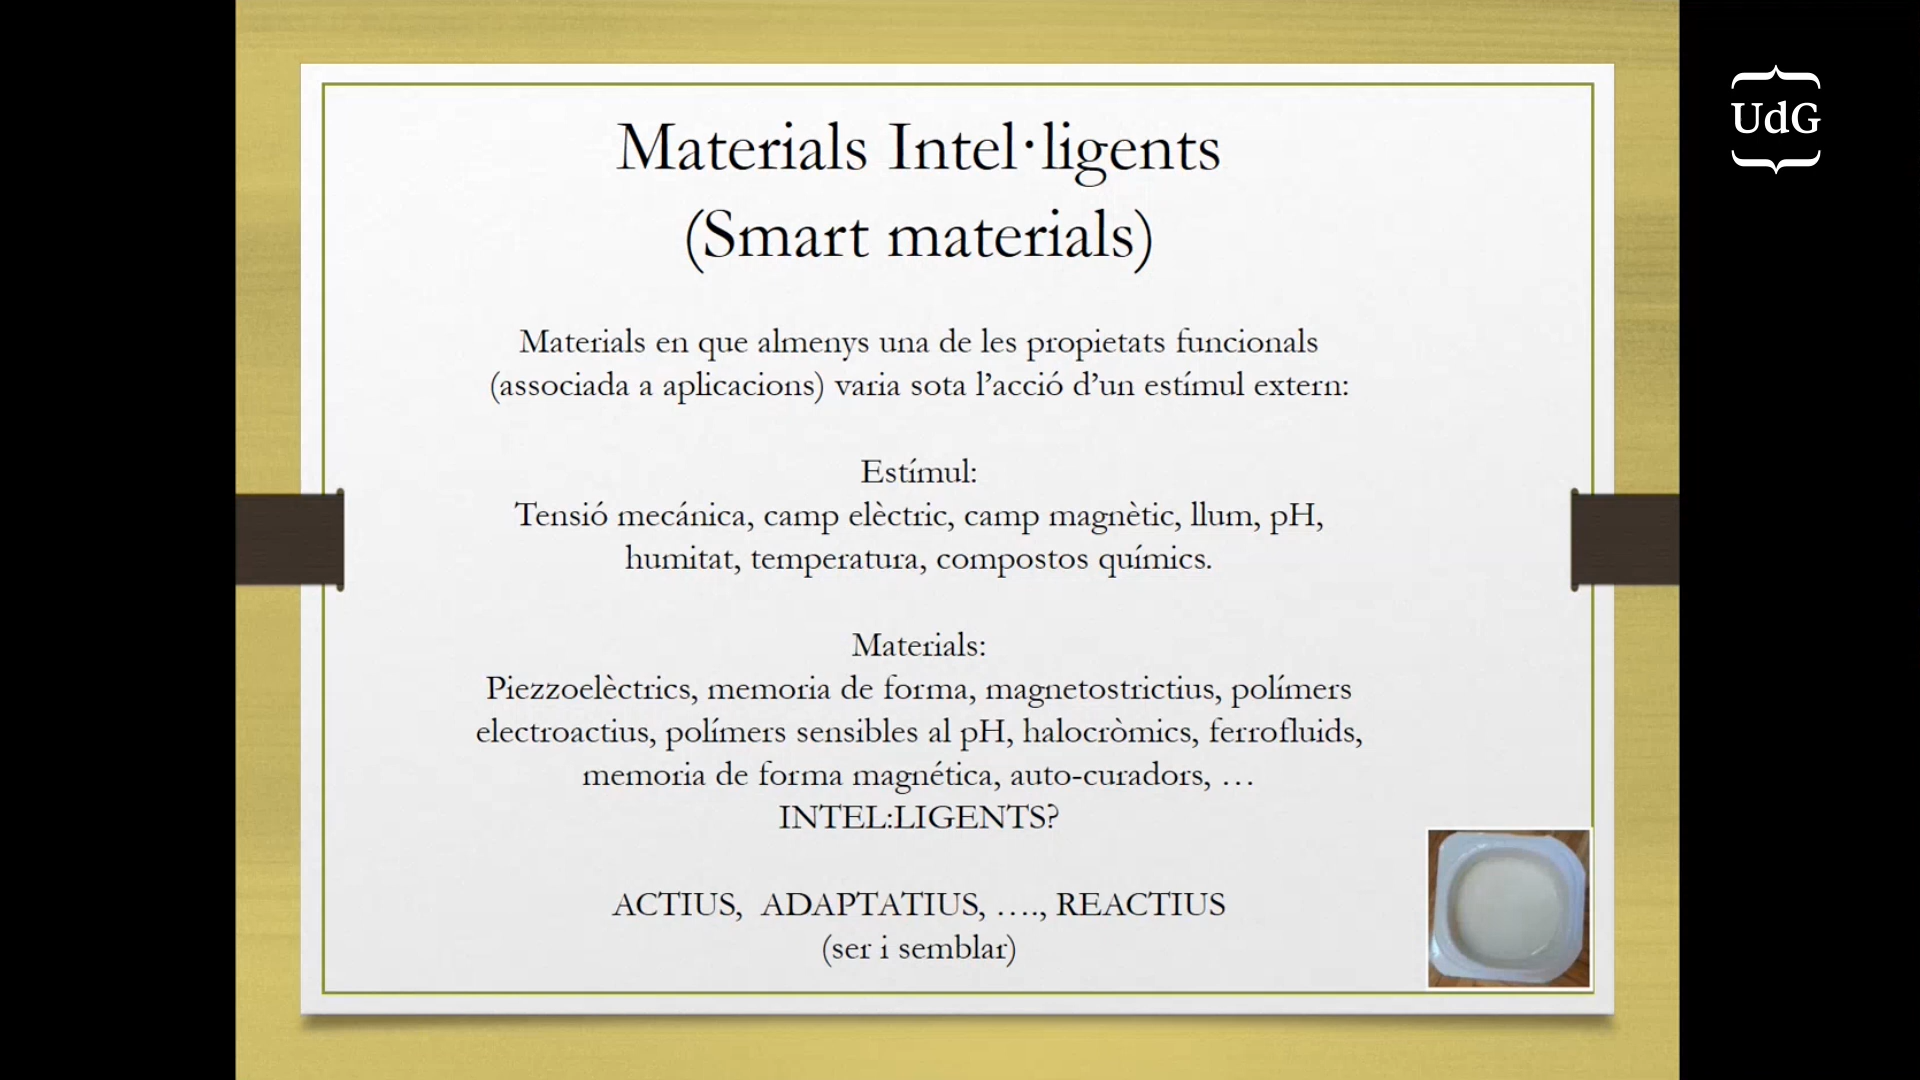 Materials Intel·ligents
(Smart materials)
Materials en que almenys una de les propietats funcionals
(associada a aplicacions) varia sota l’acció d’un estímul extern:
Estímul:
Tensió mecánica, camp elèctric, camp magnètic, llum, pH,
humitat, temperatura, compostos químics.
Materials:
Piezzoelèctrics, memoria de forma, magnetostrictius, polímers
electroactius, polímers sensibles al pH, halocròmics, ferrofluids,
memoria de forma magnética, auto-curadors, …
INTEL:LIGENTS?
ACTIUS,  ADAPTATIUS, …., REACTIUS
(ser i semblar)
UdG